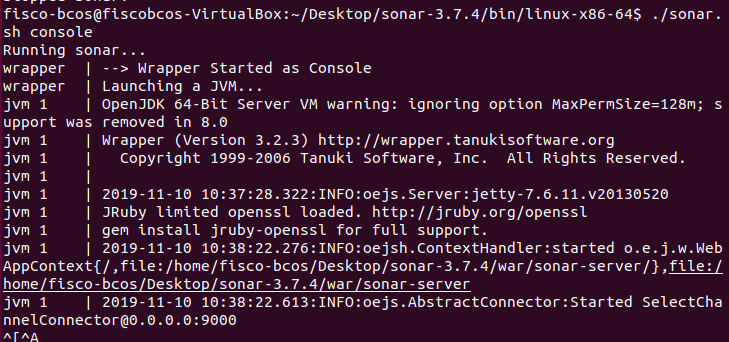 fisco-bcos@fiscobcos-VirtualBox:~/Desktop/sonar-3.7.4/bin/linux-x86-64$ ./sonar.
sh console
Running sonar...
wrapper  | --> Wrapper Started as Console
wrapper  | Launching a JVM...
jvm 1    | OpenJDK 64-Bit Server VM warning: ignoring option MaxPermSize=128m; s
upport was removed in 8.0
jvm 1    | Wrapper (Version 3.2.3) http://wrapper.tanukisoftware.org
jvm 1    |   Copyright 1999-2006 Tanuki Software, Inc.  All Rights Reserved.
jvm 1    |
jvm 1    | 2019-11-10 10:37:28.322:INFO:oejs.Server:jetty-7.6.11.v20130520
jvm 1    | JRuby limited openssl loaded. http://jruby.org/openssl
jvm 1    | gem install jruby-openssl for full support.
jvm 1    | 2019-11-10 10:38:22.276:INFO:oejsh.ContextHandler:started o.e.j.w.Web
AppContext{/,file:/home/fisco-bcos/Desktop/sonar-3.7.4/war/sonar-server/},file:/
home/fisco-bcos/Desktop/sonar-3.7.4/war/sonar-server
jvm 1    | 2019-11-10 10:38:22.613:INFO:oejs.AbstractConnector:Started SelectCha
nnelConnector@0.0.0.0:9000
^[^A